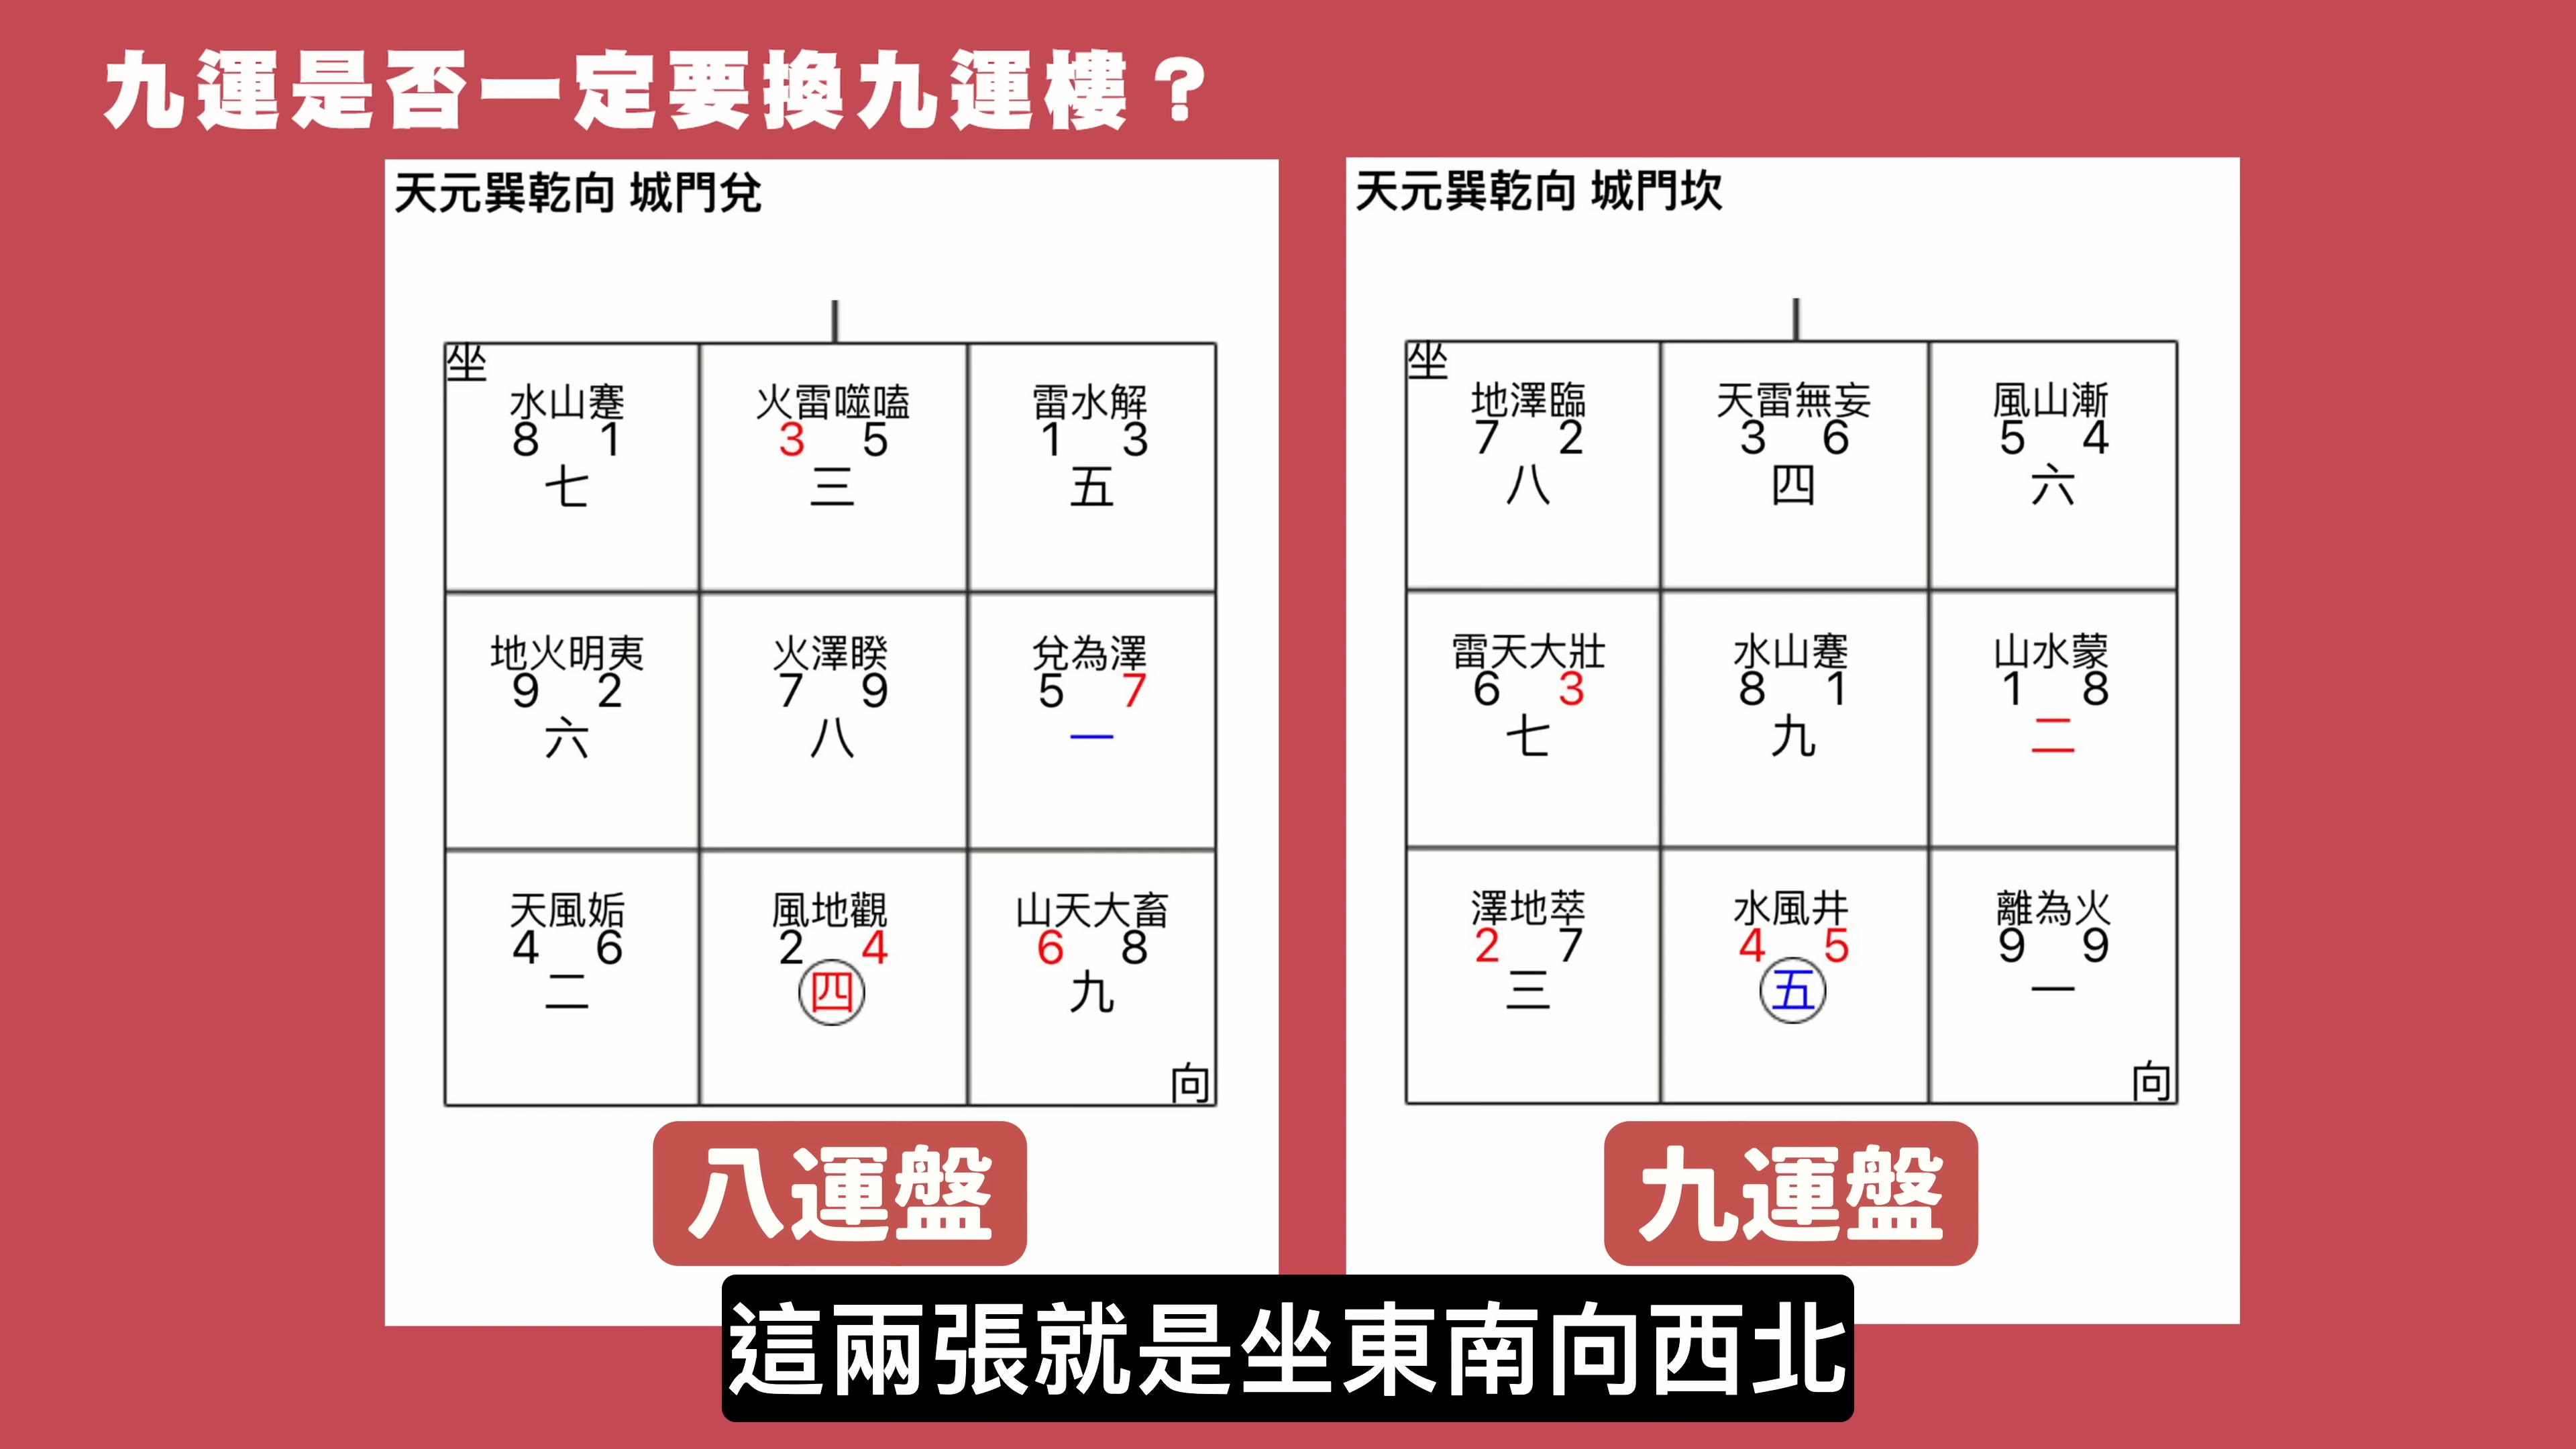 九運是否一定要換九運樓？
天元巽乾向 城門兌
坐
水山蹇 火雷噬嗑 雷水解
8 1 3 5 1 3
七 三 五
地火明夷 火澤睽 兌為澤
9 2 7 9 5 7
六 八 一
天風姤 風地觀 山天大畜
4 6 2 4 6 8
二 四 九
向
八運盤
天元巽乾向 城門坎
坐
地澤臨 天雷無妄 風山漸
7 2 3 6 5 4
八 四 六
雷天大壯 水山蹇 山水蒙
6 3 8 1 1 8
七 九 二
澤地萃 水風井 離為火
2 7 4 5 9 9
三 五 一
向
九運盤
這兩張就是坐東南向西北